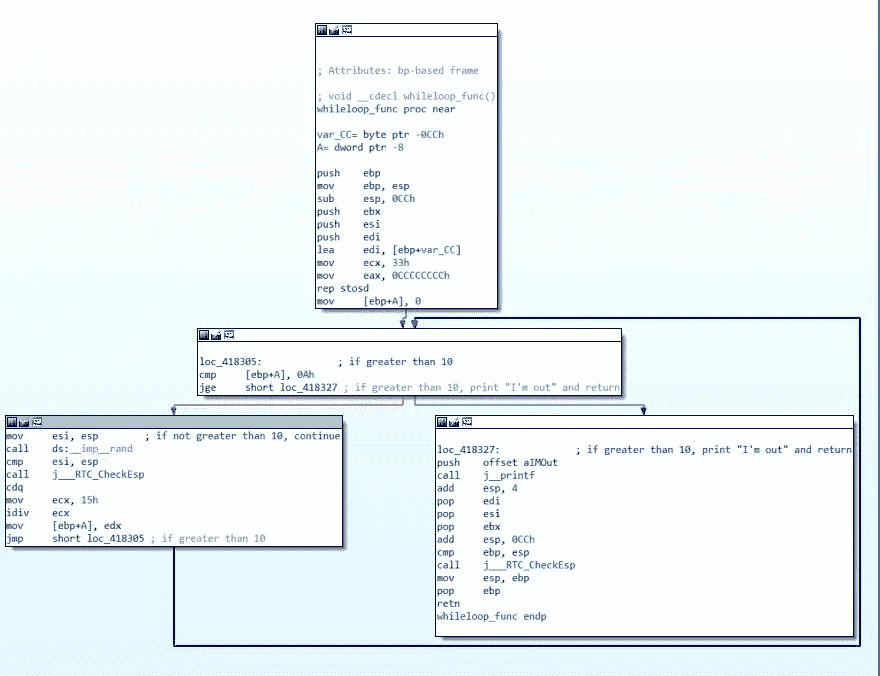 ; Attributes: bp-based frame
; void __cdecl whileloop_func()
whileloop_func proc near
var_CC= byte ptr -0CCh
A= dword ptr -8
push ebp
mov ebp, esp
sub esp, 0CCh
push ebx
push esi
push edi
lea edi, [ebp+var_CC]
mov ecx, 33h
mov eax, 0CCCCCCCCh
rep stosd
mov [ebp+A], 0
loc_418305: ; if greater than 10
cmp [ebp+A], 0Ah
jge short loc_418327 ; if greater than 10, print "I'm out" and return
mov esi, esp ; if not greater than 10, continue
call ds:__imp__rand
cmp esi, esp
call j___RTC_CheckEsp
cdq
mov ecx, 15h
idiv ecx
mov [ebp+A], edx
jmp short loc_418305 ; if greater than 10
loc_418327: ; if greater than 10, print "I'm out" and return
push offset aIMOut
call j__printf
add esp, 4
pop edi
pop esi
pop ebx
add esp, 0CCh
cmp ebp, esp
call j___RTC_CheckEsp
mov esp, ebp
pop ebp
retn
whileloop_func endp